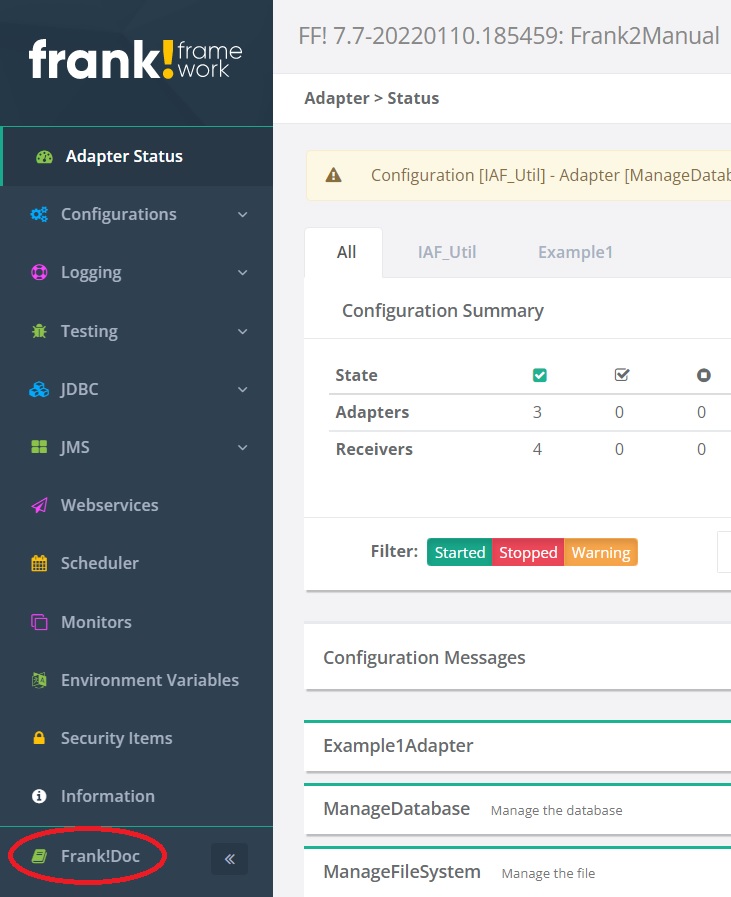 frank!framework
FF! 7.7-20220110.185459: Frank2Manual
Adapter > Status
Adapter Status
Configurations
Logging
Testing
JDBC
JMS
Webservices
Scheduler
Monitors
Environment Variables
Security Items
Information
Frank!Doc
«
Configuration [IAF_Util] - Adapter [ManageDatab
All IAF_Util Example1
Configuration Summary
State
Adapters 3 0 0
Receivers 4 0 0
Filter: Started Stopped Warning
Configuration Messages
Example1Adapter
ManageDatabase Manage the database
ManageFileSystem Manage the file